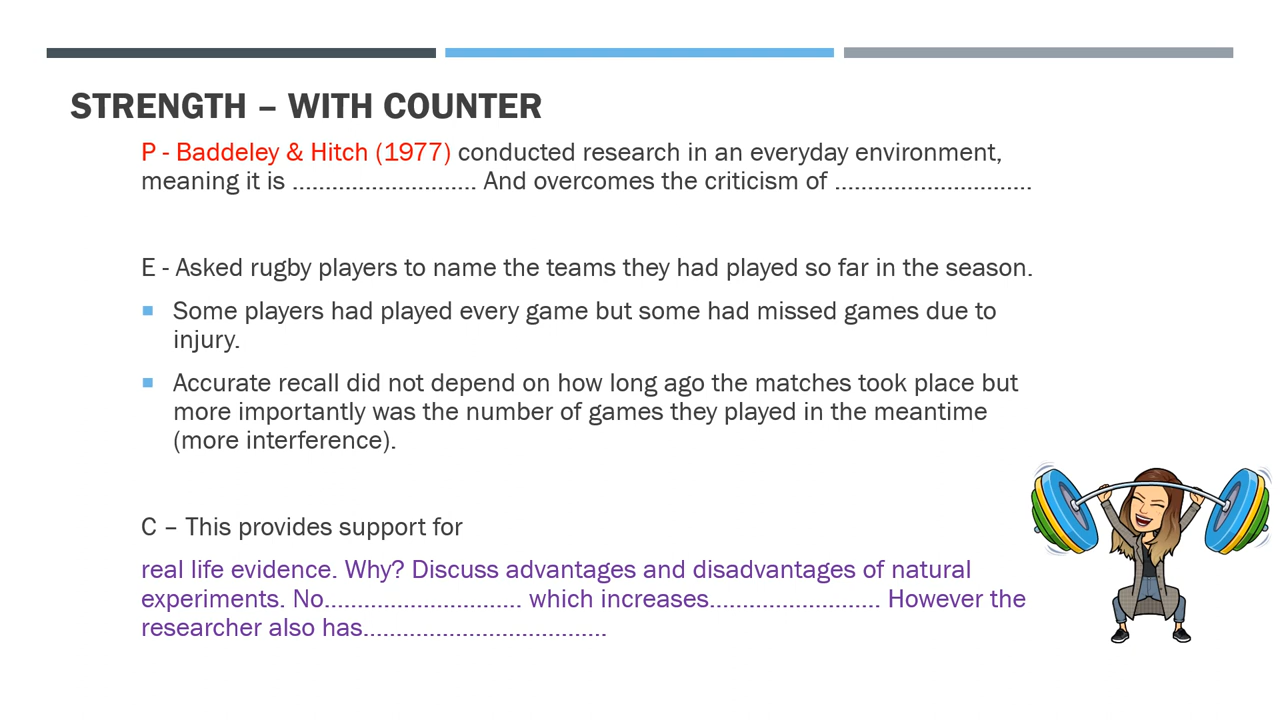 STRENGTH – WITH COUNTER
P - Baddeley & Hitch (1977) conducted research in an everyday environment,
meaning it is ............................ And overcomes the criticism of ..............................
E - Asked rugby players to name the teams they had played so far in the season.
Some players had played every game but some had missed games due to
injury.
Accurate recall did not depend on how long ago the matches took place but
more importantly was the number of games they played in the meantime
(more interference).
C – This provides support for
real life evidence. Why? Discuss advantages and disadvantages of natural
experiments. No.............................. which increases.......................... However the
researcher also has.....................................